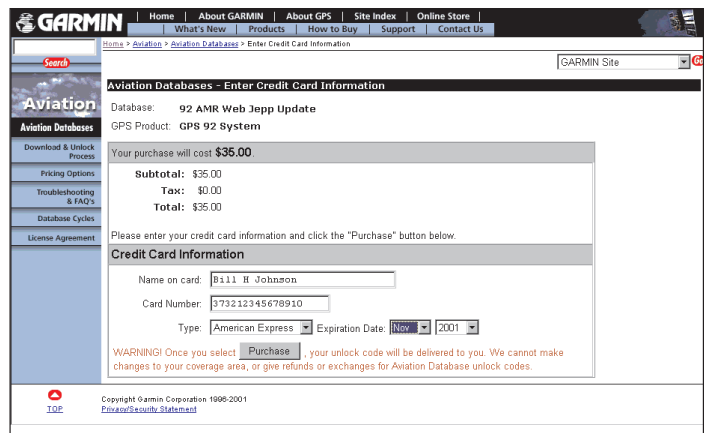 GARMIN
Home | About GARMIN | About GPS | Site Index | Online Store |
| What's New | Products | How to Buy | Support | Contact Us
Home > Aviation > Aviation Databases > Enter Credit Card Information
Search
GARMIN Site
Go
Aviation
Aviation Databases
Download & Unlock
Process
Pricing Options
Troubleshooting
& FAQ's
Database Cycles
License Agreement
Aviation Databases - Enter Credit Card Information
Database: 92 AMR Web Jepp Update
GPS Product: GPS 92 System
Your purchase will cost $35.00.
Subtotal: $35.00
Tax: $0.00
Total: $35.00
Please enter your credit card information and click the "Purchase" button below.
Credit Card Information
Name on card: Bill H Johnson
Card Number: 373212345678910
Type: American Express Expiration Date: Nov 2001
WARNING! Once you select Purchase , your unlock code will be delivered to you. We cannot make
changes to your coverage area, or give refunds or exchanges for Aviation Database unlock codes.
TOP
Copyright Garmin Corporation 1996-2001
Privacy/Security Statement